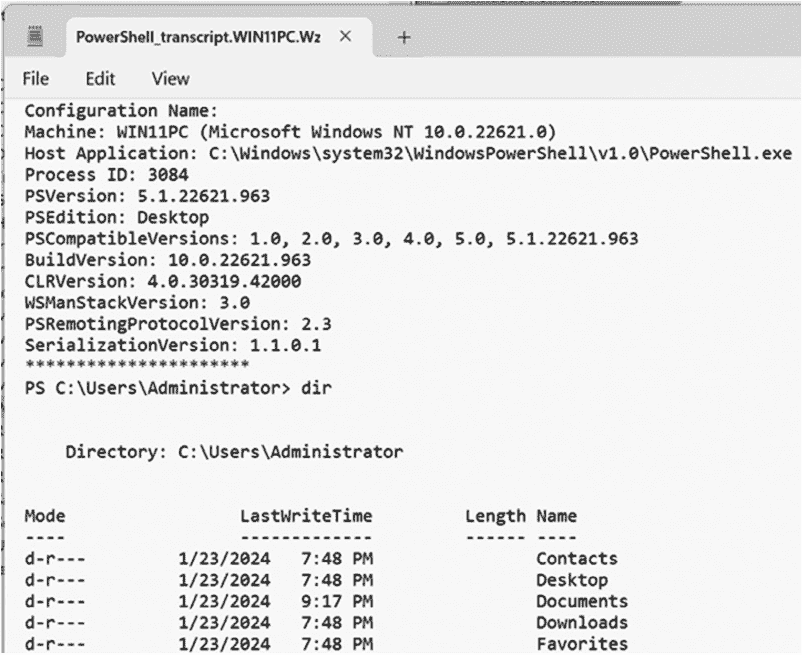 PowerShell_transcript.WIN11PC.Wz
File Edit View
Configuration Name:
Machine: WIN11PC (Microsoft Windows NT 10.0.22621.0)
Host Application: C:\Windows\system32\WindowsPowerShell\v1.0\PowerShell.exe
Process ID: 3084
PSVersion: 5.1.22621.963
PSEdition: Desktop
PSCompatibleVersions: 1.0, 2.0, 3.0, 4.0, 5.0, 5.1.22621.963
BuildVersion: 10.0.22621.963
CLRVersion: 4.0.30319.42000
WSManStackVersion: 3.0
PSRemotingProtocolVersion: 2.3
SerializationVersion: 1.1.0.1
**********************
PS C:\Users\Administrator> dir
Directory: C:\Users\Administrator
Mode LastWriteTime Length Name
---- ------------- ------ ----
d-r--- 1/23/2024 7:48 PM Contacts
d-r--- 1/23/2024 7:48 PM Desktop
d-r--- 1/23/2024 9:17 PM Documents
d-r--- 1/23/2024 7:48 PM Downloads
d-r--- 1/23/2024 7:48 PM Favorites